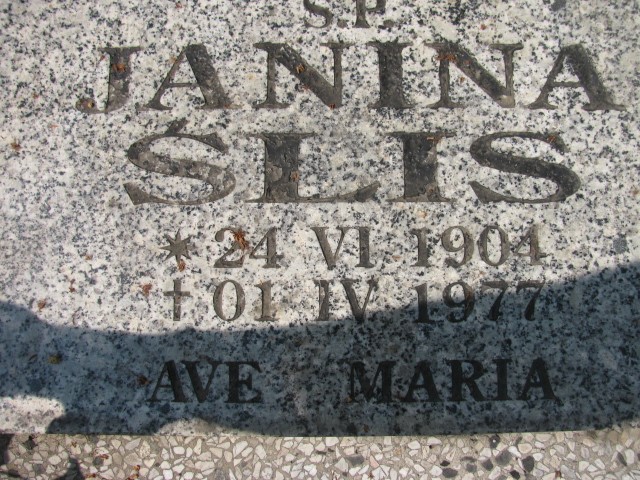 Ś.P.
JANINA
ŚLIS
* 24 VI 1904
† 01 IV 1977
AVE MARIA